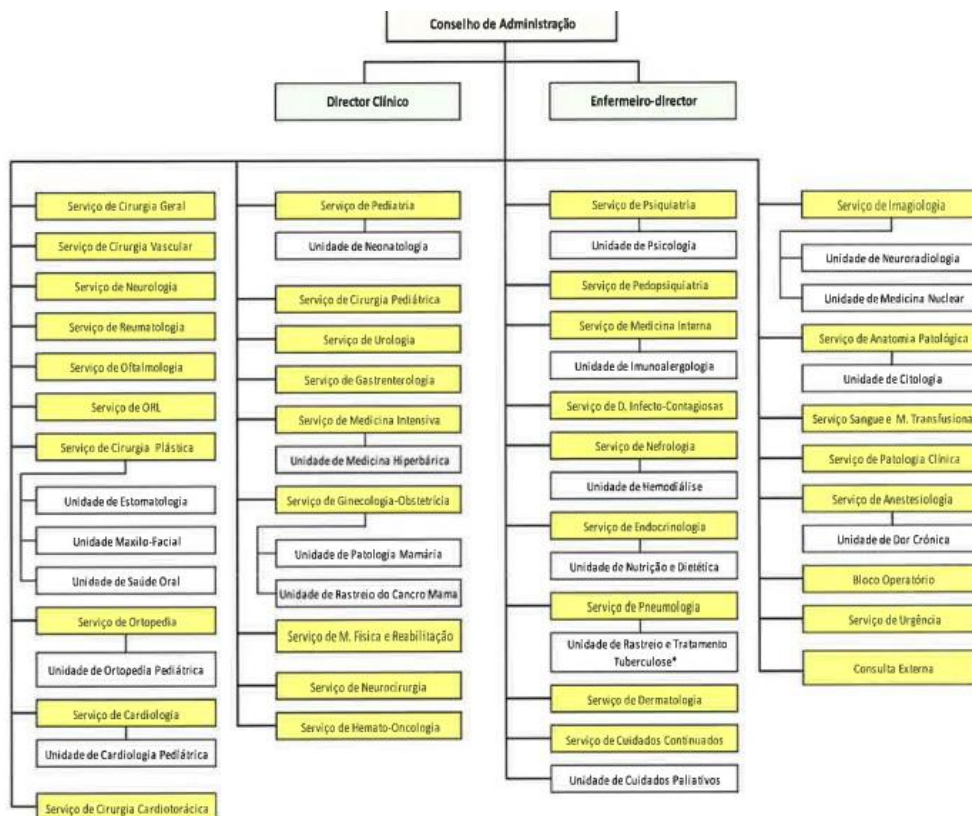 Conselho de Administração
Director Clínico
Enfermeiro-director
Serviço de Cirurgia Geral
Serviço de Cirurgia Vascular
Serviço de Neurologia
Serviço de Reumatologia
Serviço de Oftalmologia
Serviço de ORL
Serviço de Cirurgia Plástica
Unidade de Estomatologia
Unidade Maxilo-Facial
Unidade de Saúde Oral
Serviço de Ortopedia
Unidade de Ortopedia Pediátrica
Serviço de Cardiologia
Unidade de Cardiologia Pediátrica
Serviço de Cirurgia Cardiotorácica
Serviço de Pediatria
Unidade de Neonatologia
Serviço de Cirurgia Pediátrica
Serviço de Urologia
Serviço de Gastrenterologia
Serviço de Medicina Intensiva
Unidade de Medicina Hiperbárica
Serviço de Ginecologia-Obstetrícia
Unidade de Patologia Mamária
Unidade de Rastreio do Cancro Mama
Serviço de M. Física e Reabilitação
Serviço de Neurocirurgia
Serviço de Hemato-Oncologia
Serviço de Psiquiatria
Unidade de Psicologia
Serviço de Pedopsiquiatria
Serviço de Medicina Interna
Unidade de Imunoalergologia
Serviço de D. Infecto-Contagiosas
Serviço de Nefrologia
Unidade de Hemodiálise
Serviço de Endocrinologia
Unidade de Nutrição e Dietética
Serviço de Pneumologia
Unidade de Rastreio e Tratamento
Tuberculose*
Serviço de Dermatologia
Serviço de Cuidados Continuados
Unidade de Cuidados Paliativos
Serviço de Imagiologia
Unidade de Neuroradiologia
Unidade de Medicina Nuclear
Serviço de Anatomia Patológica
Unidade de Citologia
Serviço Sangue e M. Transfusiona
Serviço de Patologia Clínica
Serviço de Anestesiologia
Unidade de Dor Crónica
Bloco Operatório
Serviço de Urgência
Consulta Externa